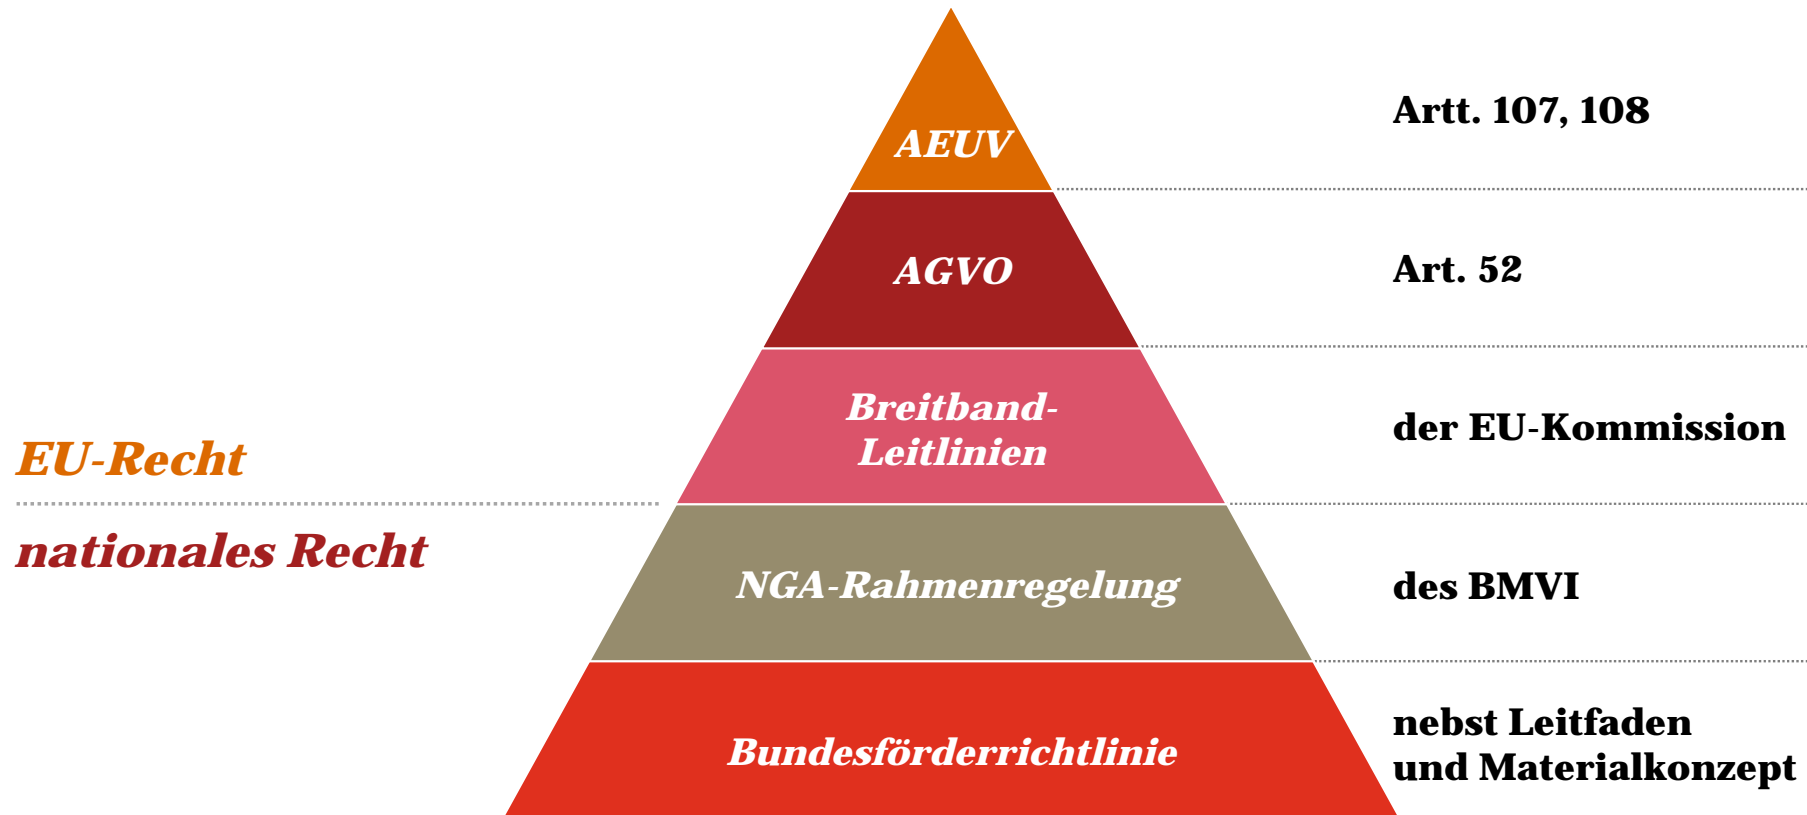 AEUV
Artt. 107, 108
AGVO
Art. 52
Breitband-
Leitlinien
der EU-Kommission
EU-Recht
nationales Recht
NGA-Rahmenregelung
des BMVI
Bundesförderrichtlinie
nebst Leitfaden
und Materialkonzept